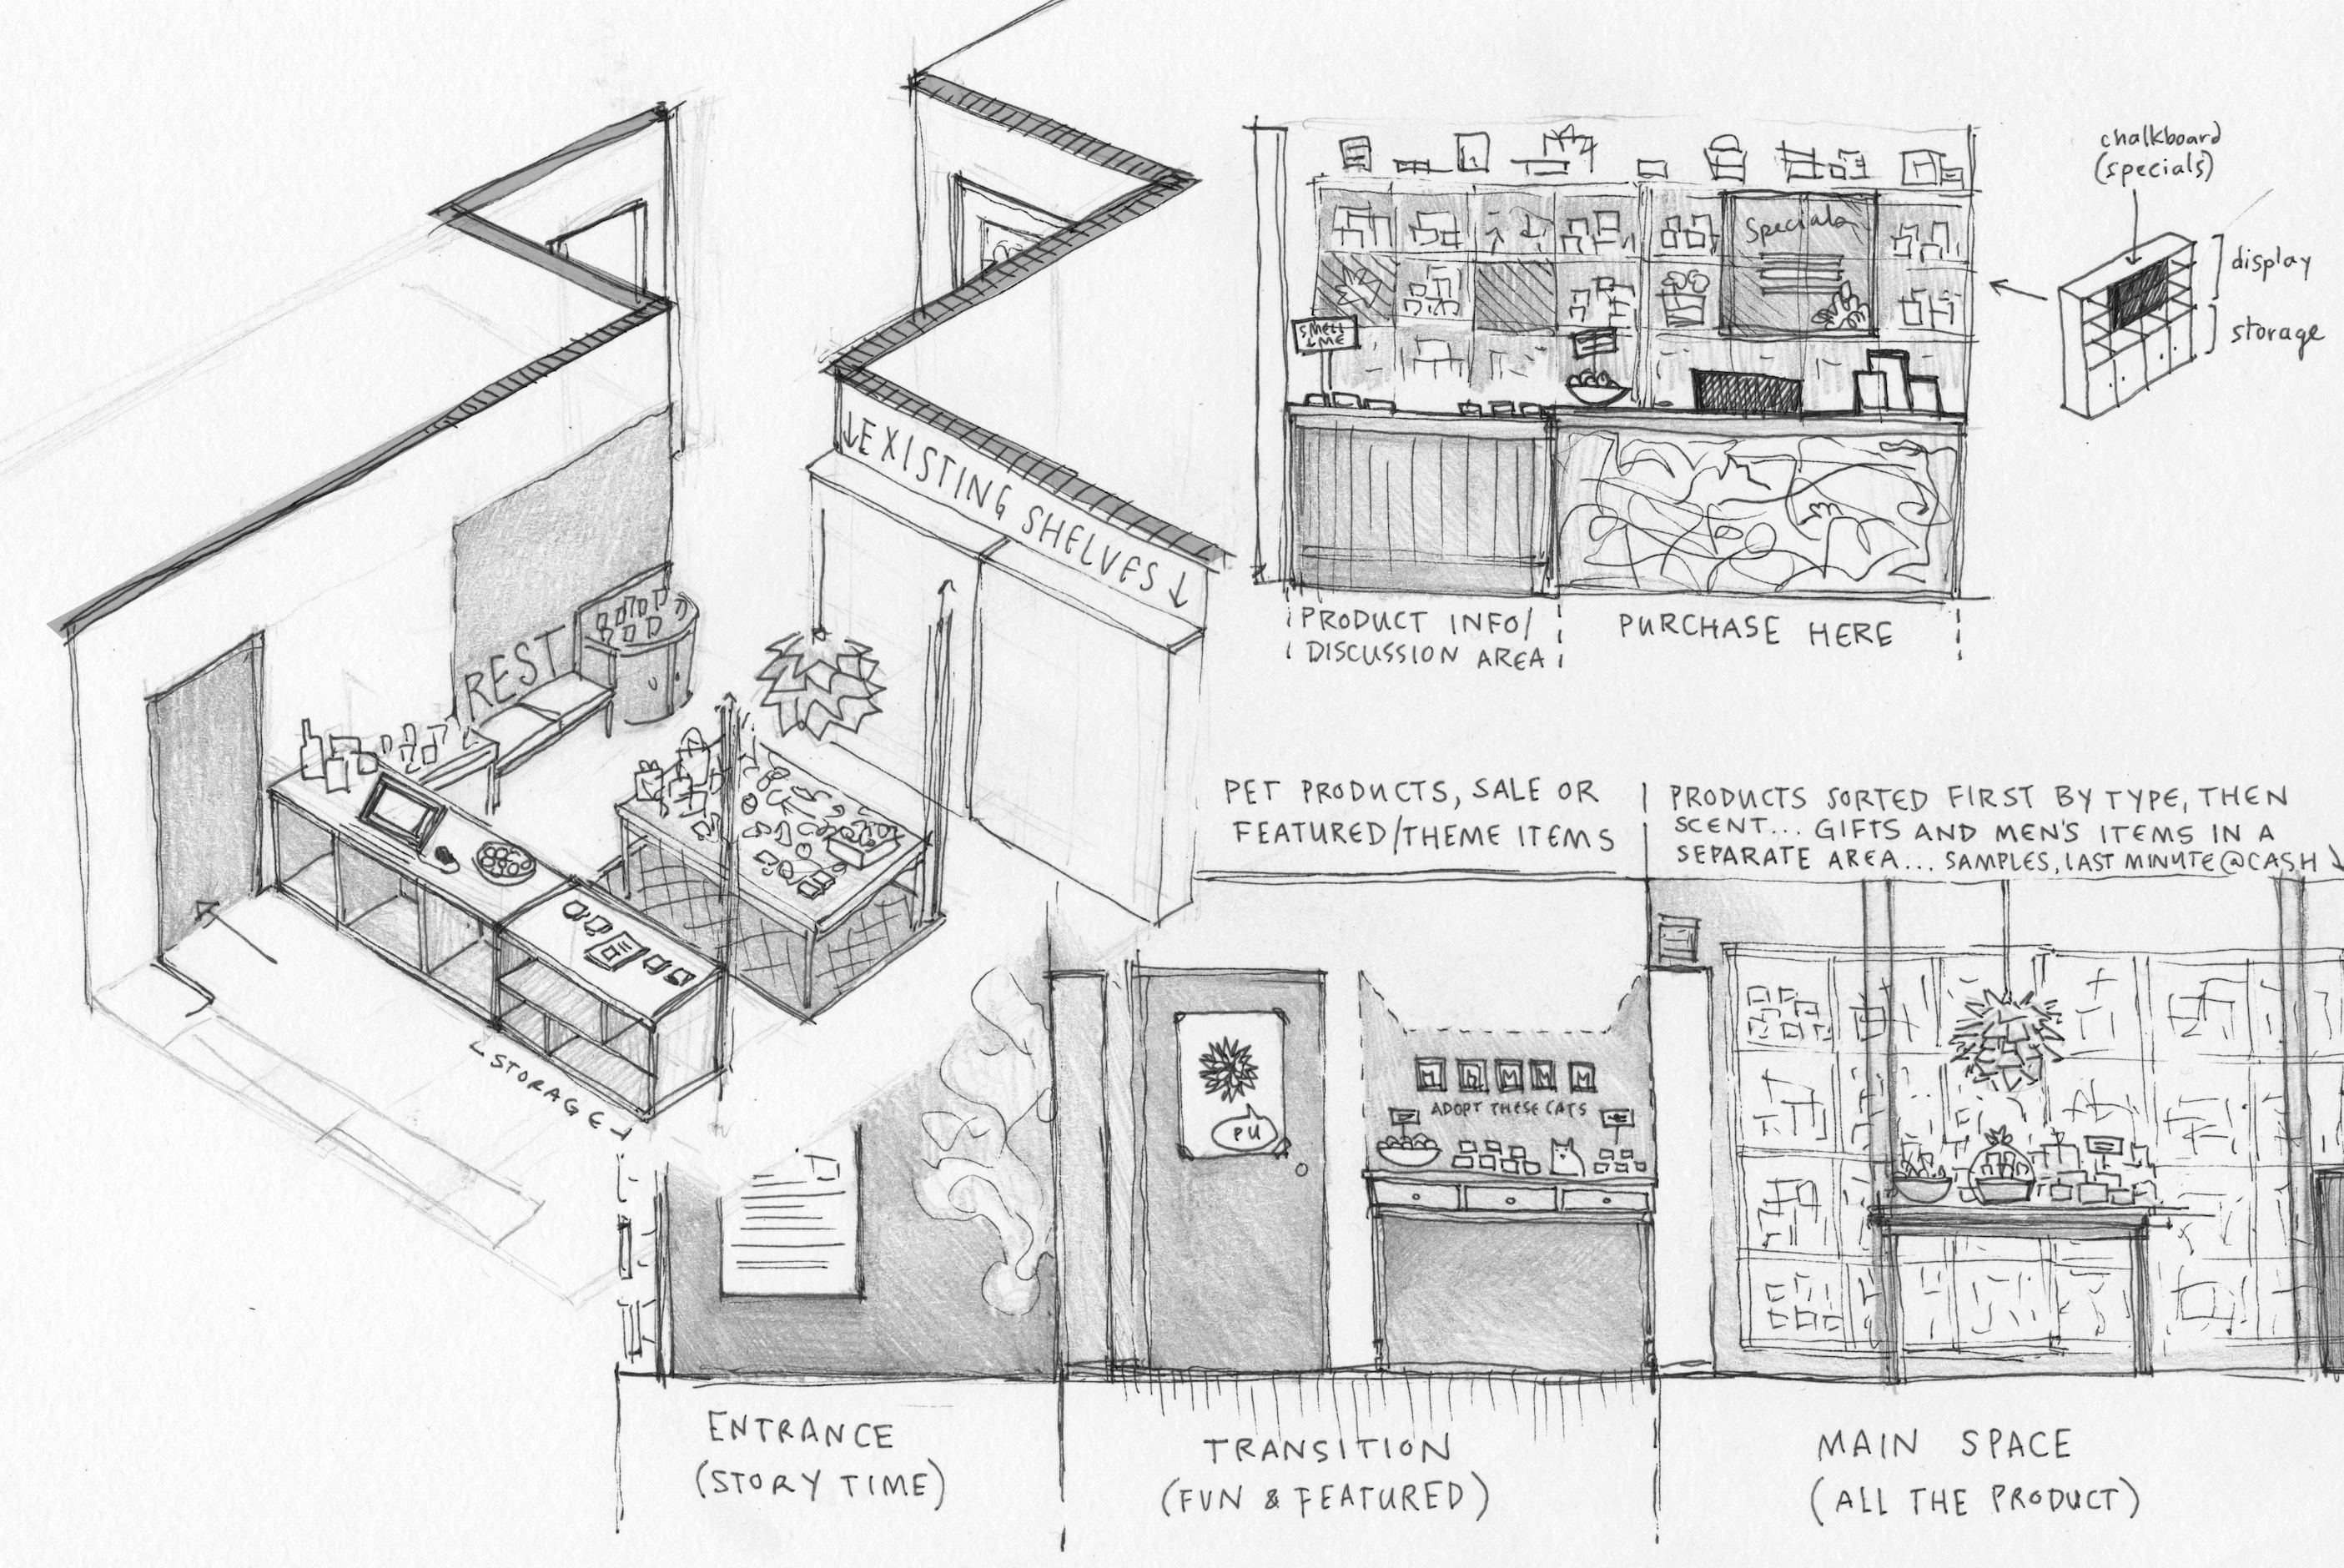 chalkboard
(specials)
display
storage
Specials
SMELL
ME
PRODUCT INFO/
DISCUSSION AREA
PURCHASE HERE
↓EXISTING SHELVES↓
REST
STORAGE
PET PRODUCTS, SALE OR
FEATURED/THEME ITEMS
PRODUCTS SORTED FIRST BY TYPE, THEN
SCENT... GIFTS AND MEN'S ITEMS IN A
SEPARATE AREA... SAMPLES, LAST MINUTE @ CASH ↓
PU
ADOPT THESE CATS
ENTRANCE
(STORY TIME)
TRANSITION
(FUN & FEATURED)
MAIN SPACE
(ALL THE PRODUCT)